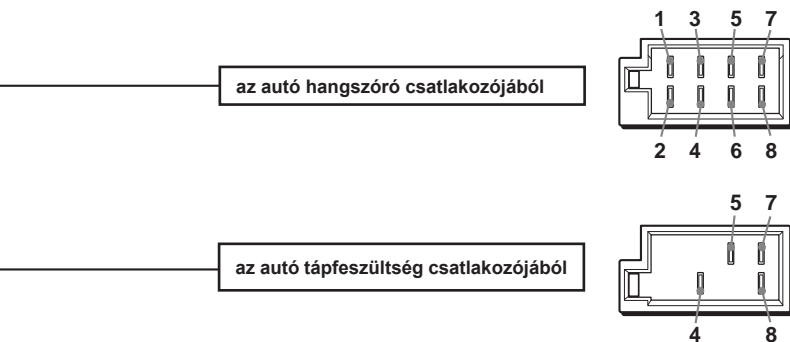 1 3 5 7
az autó hangszóró csatlakozójából
2 4 6 8
5 7
az autó tápfeszültség csatlakozójából
4 8